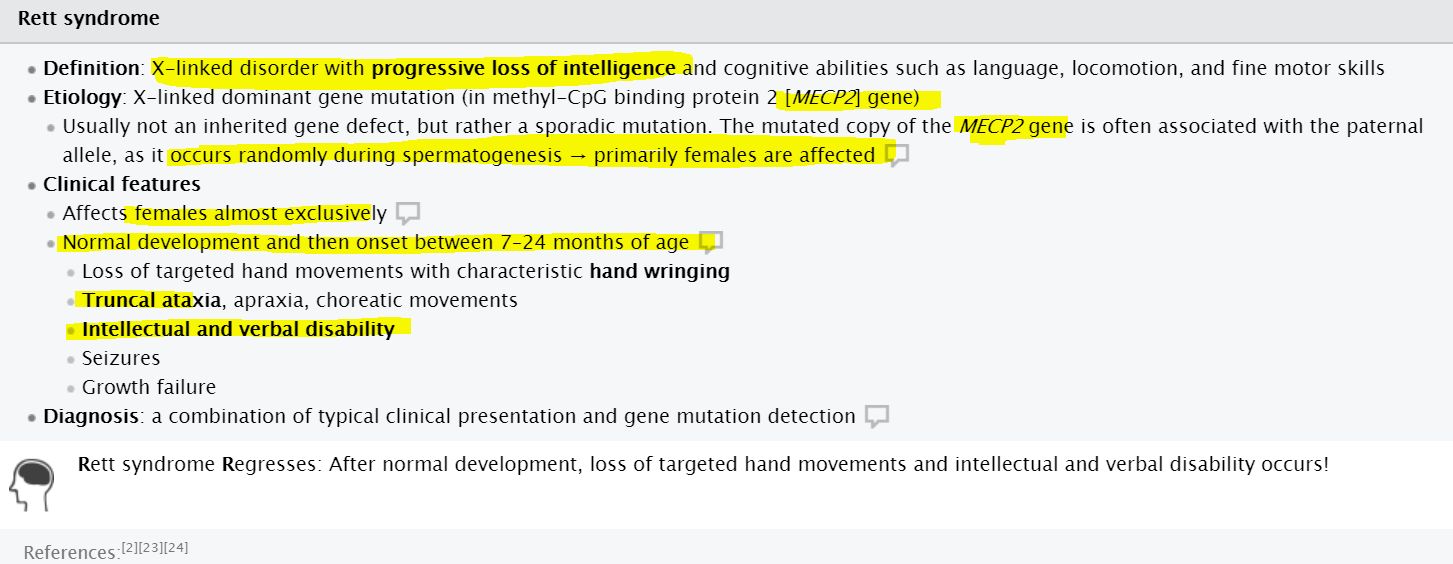 Rett syndrome
Definition: X-linked disorder with progressive loss of intelligence and cognitive abilities such as language, locomotion, and fine motor skills
Etiology: X-linked dominant gene mutation (in methyl-CpG binding protein 2 [MECP2] gene)
Usually not an inherited gene defect, but rather a sporadic mutation. The mutated copy of the MECP2 gene is often associated with the paternal
allele, as it occurs randomly during spermatogenesis → primarily females are affected
Clinical features
Affects females almost exclusively
Normal development and then onset between 7–24 months of age
Loss of targeted hand movements with characteristic hand wringing
Truncal ataxia, apraxia, choreatic movements
Intellectual and verbal disability
Seizures
Growth failure
Diagnosis: a combination of typical clinical presentation and gene mutation detection
Rett syndrome Regresses: After normal development, loss of targeted hand movements and intellectual and verbal disability occurs!
References:[2][23][24]